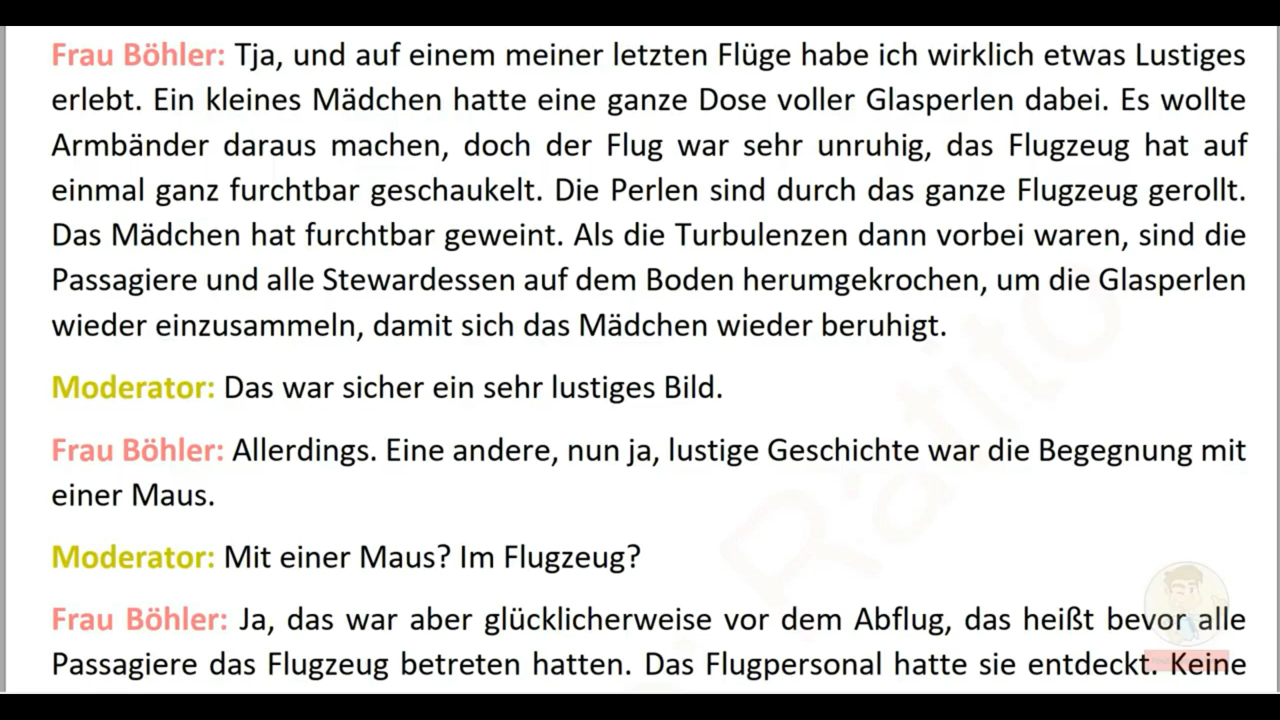 Frau Böhler: Tja, und auf einem meiner letzten Flüge habe ich wirklich etwas Lustiges
erlebt. Ein kleines Mädchen hatte eine ganze Dose voller Glasperlen dabei. Es wollte
Armbänder daraus machen, doch der Flug war sehr unruhig, das Flugzeug hat auf
einmal ganz furchtbar geschaukelt. Die Perlen sind durch das ganze Flugzeug gerollt.
Das Mädchen hat furchtbar geweint. Als die Turbulenzen dann vorbei waren, sind die
Passagiere und alle Stewardessen auf dem Boden herumgekrochen, um die Glasperlen
wieder einzusammeln, damit sich das Mädchen wieder beruhigt.
Moderator: Das war sicher ein sehr lustiges Bild.
Frau Böhler: Allerdings. Eine andere, nun ja, lustige Geschichte war die Begegnung mit
einer Maus.
Moderator: Mit einer Maus? Im Flugzeug?
Frau Böhler: Ja, das war aber glücklicherweise vor dem Abflug, das heißt bevor alle
Passagiere das Flugzeug betreten hatten. Das Flugpersonal hatte sie entdeckt. Keine